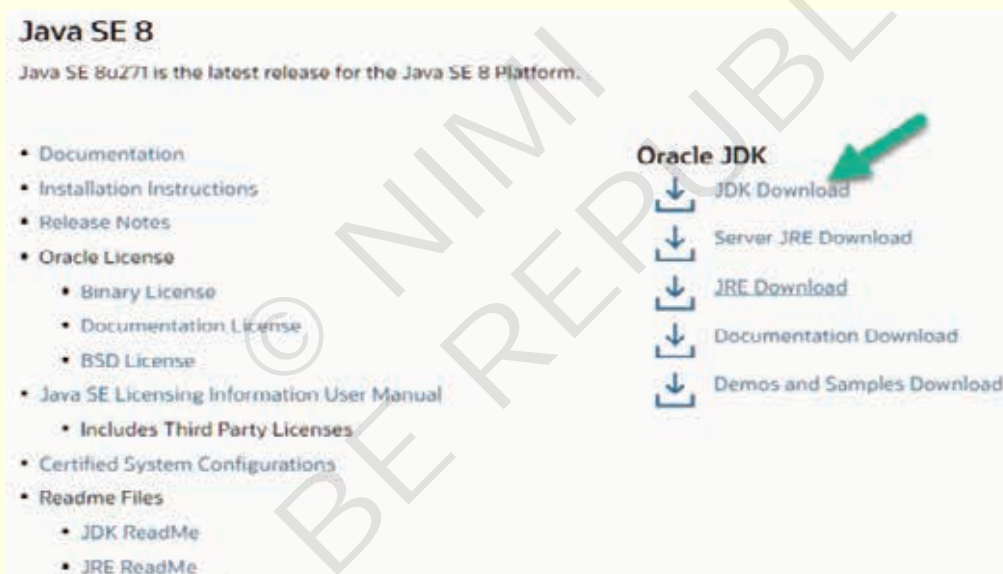 Java SE 8
Java SE 8u271 is the latest release for the Java SE 8 Platform.
• Documentation
• Installation Instructions
• Release Notes
• Oracle License
• Binary License
• Documentation License
• BSD License
• Java SE Licensing Information User Manual
• Includes Third Party Licenses
• Certified System Configurations
• Readme Files
• JDK ReadMe
• JRE ReadMe
Oracle JDK
JDK Download
Server JRE Download
JRE Download
Documentation Download
Demos and Samples Download
© NIMI
BE REPUBL